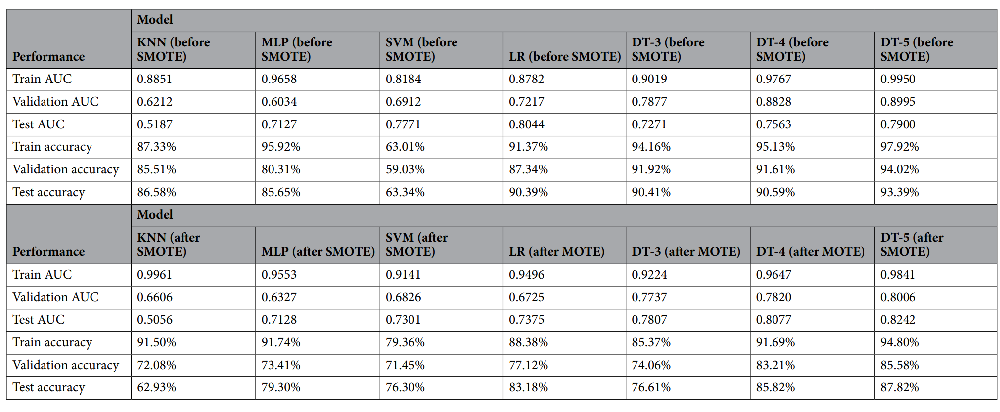 Model
Performance KNN (before SMOTE) MLP (before SMOTE) SVM (before SMOTE) LR (before SMOTE) DT-3 (before SMOTE) DT-4 (before SMOTE) DT-5 (before SMOTE)
Train AUC 0.8851 0.9658 0.8184 0.8782 0.9019 0.9767 0.9950
Validation AUC 0.6212 0.6034 0.6912 0.7217 0.7877 0.8828 0.8995
Test AUC 0.5187 0.7127 0.7771 0.8044 0.7271 0.7563 0.7900
Train accuracy 87.33% 95.92% 63.01% 91.37% 94.16% 95.13% 97.92%
Validation accuracy 85.51% 80.31% 59.03% 87.34% 91.92% 91.61% 94.02%
Test accuracy 86.58% 85.65% 63.34% 90.39% 90.41% 90.59% 93.39%
Model
Performance KNN (after SMOTE) MLP (after SMOTE) SVM (after SMOTE) LR (after MOTE) DT-3 (after MOTE) DT-4 (after MOTE) DT-5 (after SMOTE)
Train AUC 0.9961 0.9553 0.9141 0.9496 0.9224 0.9647 0.9841
Validation AUC 0.6606 0.6327 0.6826 0.6725 0.7737 0.7820 0.8006
Test AUC 0.5056 0.7128 0.7301 0.7375 0.7807 0.8077 0.8242
Train accuracy 91.50% 91.74% 79.36% 88.38% 85.37% 91.69% 94.80%
Validation accuracy 72.08% 73.41% 71.45% 77.12% 74.06% 83.21% 85.58%
Test accuracy 62.93% 79.30% 76.30% 83.18% 76.61% 85.82% 87.82%